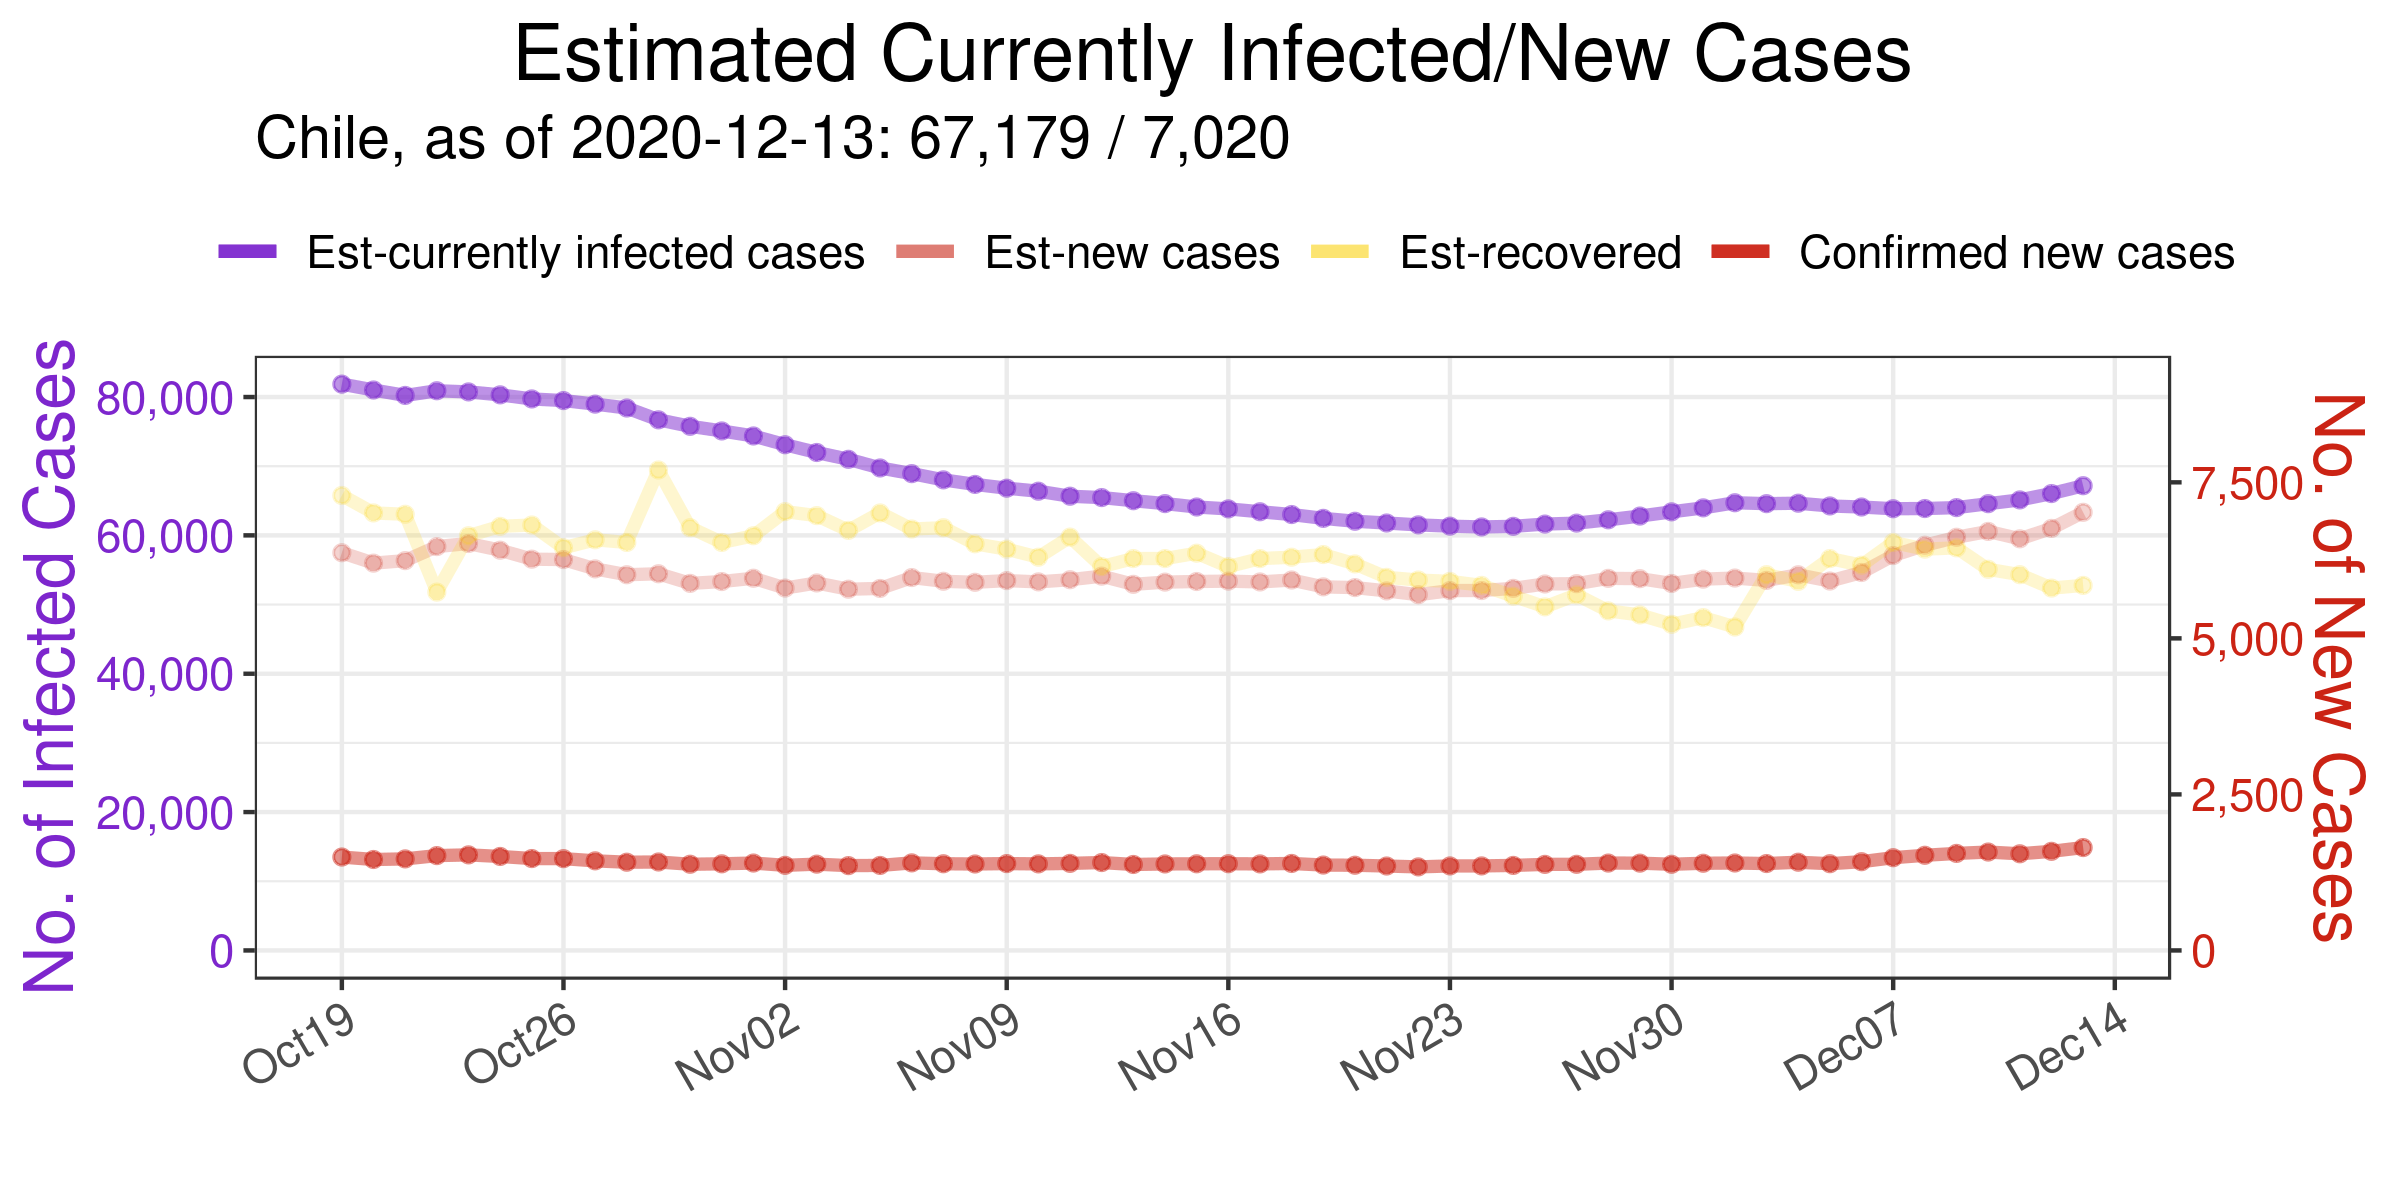 Estimated Currently Infected/New Cases
Chile, as of 2020-12-13: 67,179 / 7,020
Est-currently infected cases
Est-new cases
Est-recovered
Confirmed new cases
No. of Infected Cases
80,000
60,000
40,000
20,000
0
7,500
5,000
2,500
0
No. of New Cases
Oct19
Oct26
Nov02
Nov09
Nov16
Nov23
Nov30
Dec07
Dec14